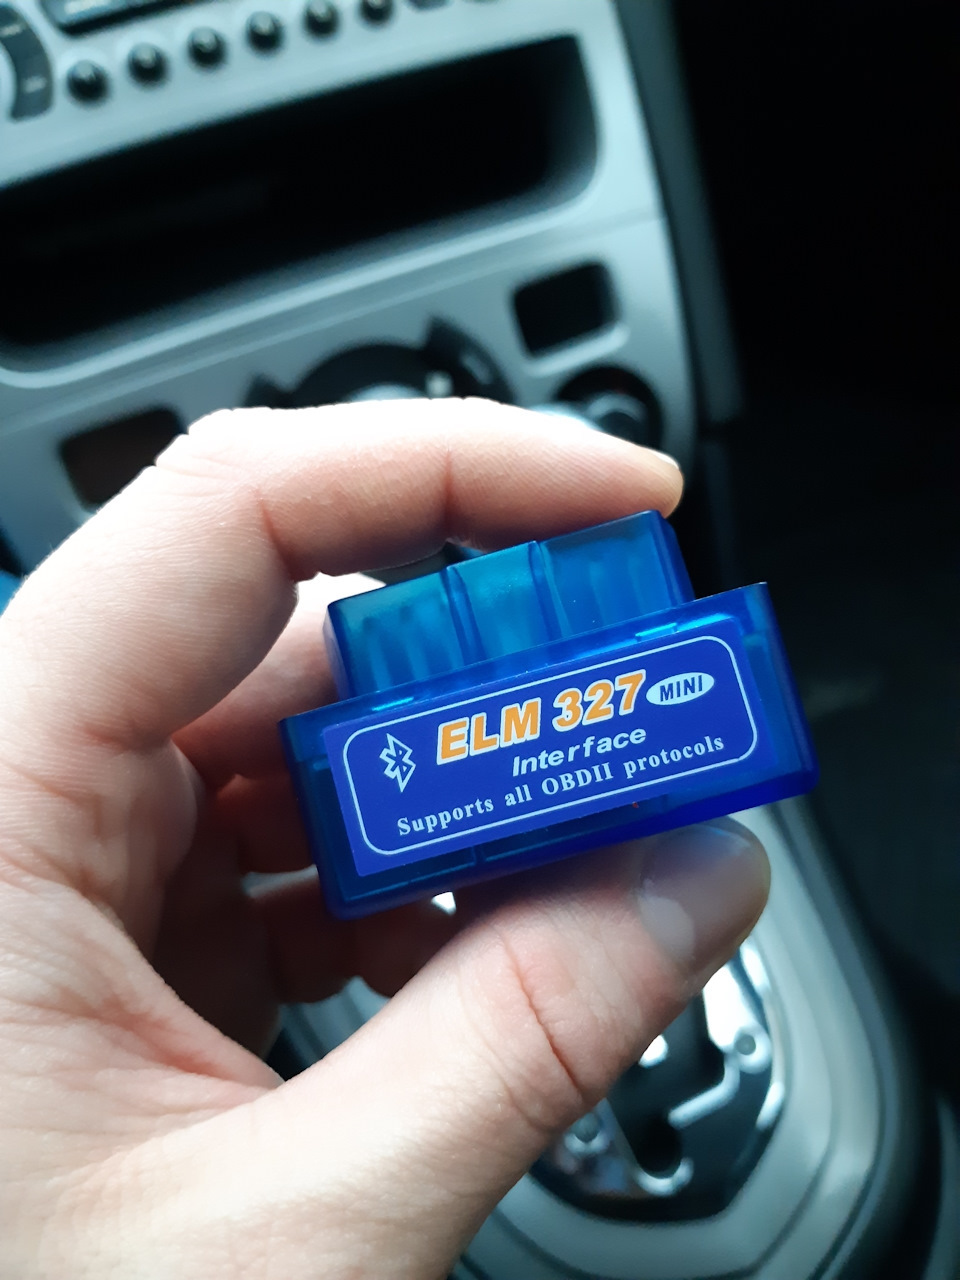 ELM 327 MINI
Interface
Supports all OBDII protocols